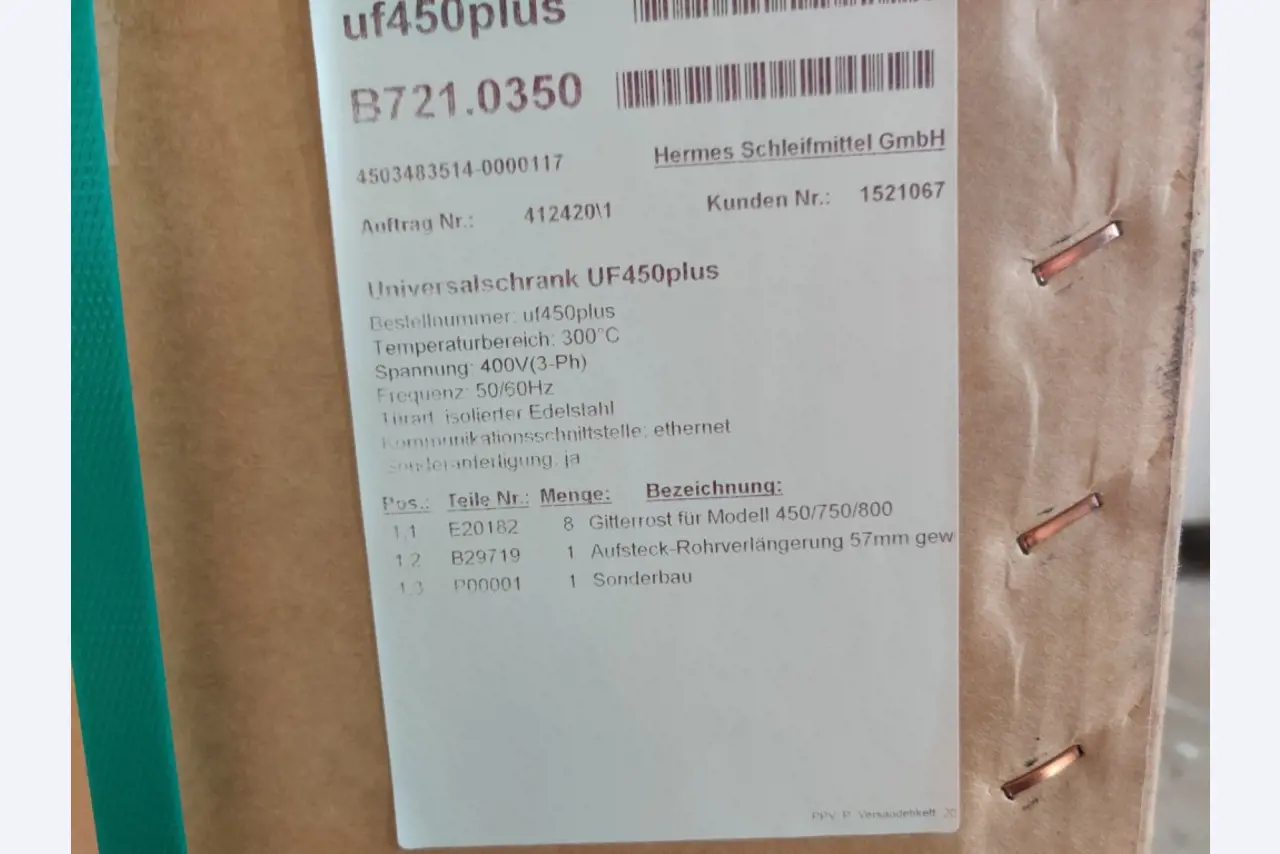 uf450plus
B721.0350
4503483514-0000117 Hermes Schleifmittel GmbH
Auftrag Nr.: 412420\1 Kunden Nr.: 1521067
Universalschrank UF450plus
Bestellnummer: uf450plus
Temperaturbereich: 300°C
Spannung: 400V(3-Ph)
Frequenz: 50/60Hz
Türart: isolierter Edelstahl
Kommunikationsschnittstelle: ethernet
Sonderanfertigung: ja
Pos.: Teile Nr.: Menge: Bezeichnung:
1.1 E20182 8 Gitterrost für Modell 450/750/800
1.2 B29719 1 Aufsteck-Rohrverlängerung 57mm gew
1.3 P00001 1 Sonderbau
PPV_P_Versandetikett_20